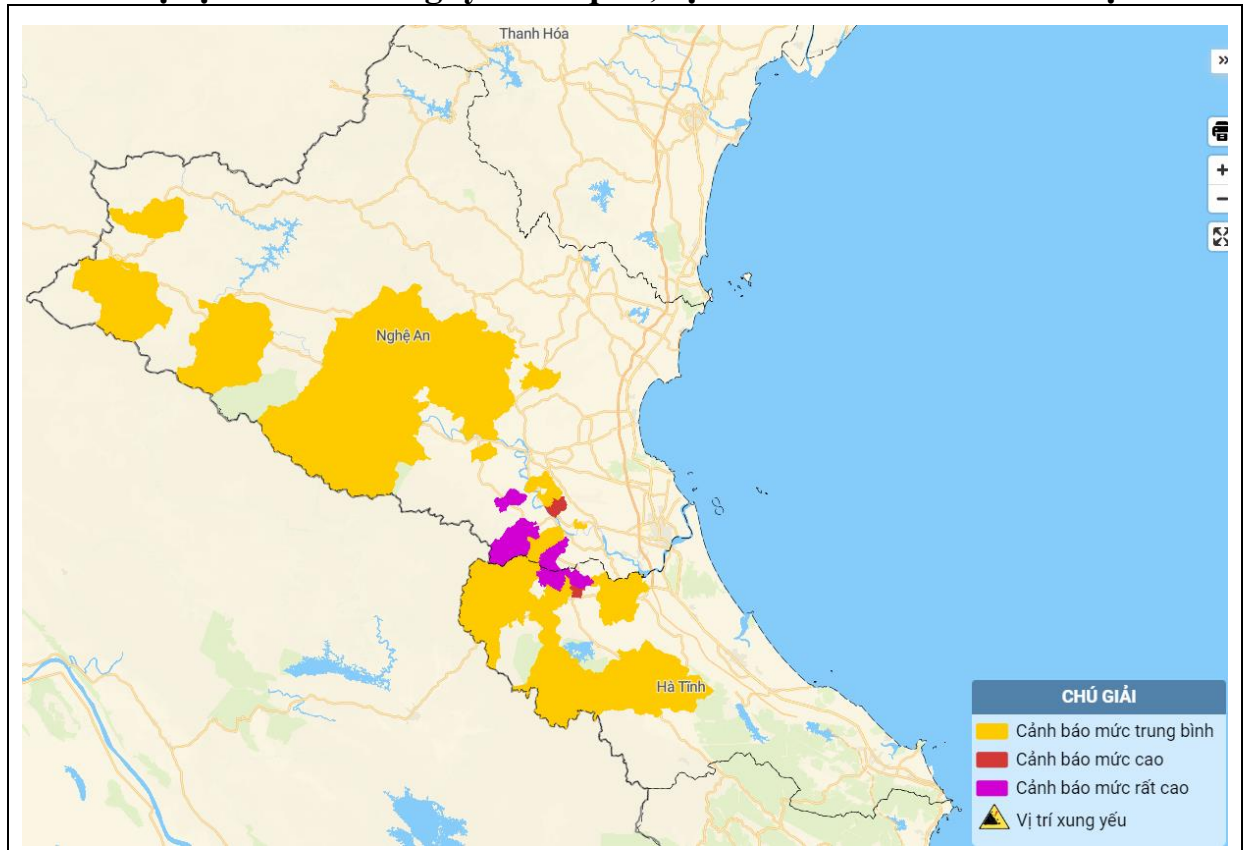 Thanh Hóa
»
+
−
Nghệ An
Hà Tĩnh
CHÚ GIẢI
Cảnh báo mức trung bình
Cảnh báo mức cao
Cảnh báo mức rất cao
Vị trí xung yếu